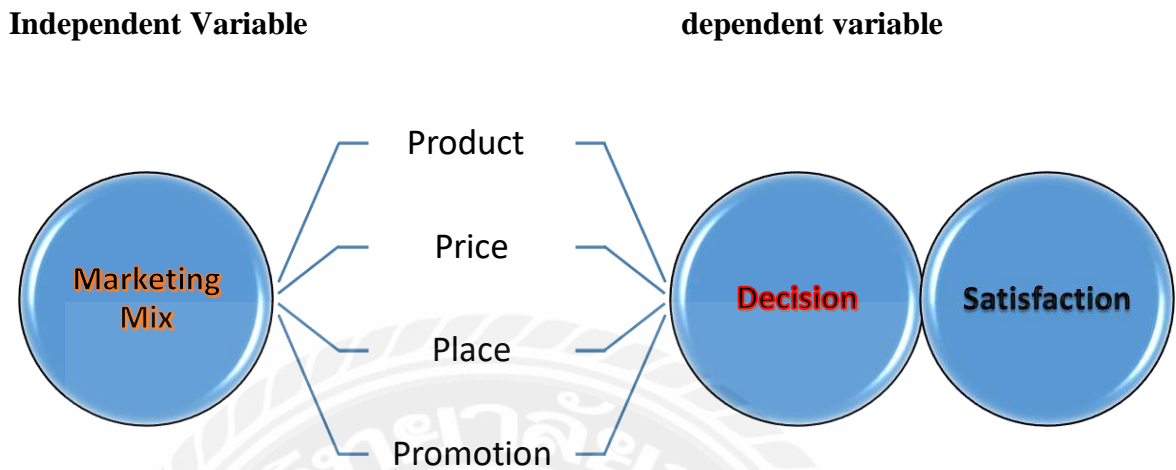 Independent Variable
dependent variable
Product
Price
Place
Promotion
Marketing
Mix
Decision
Satisfaction